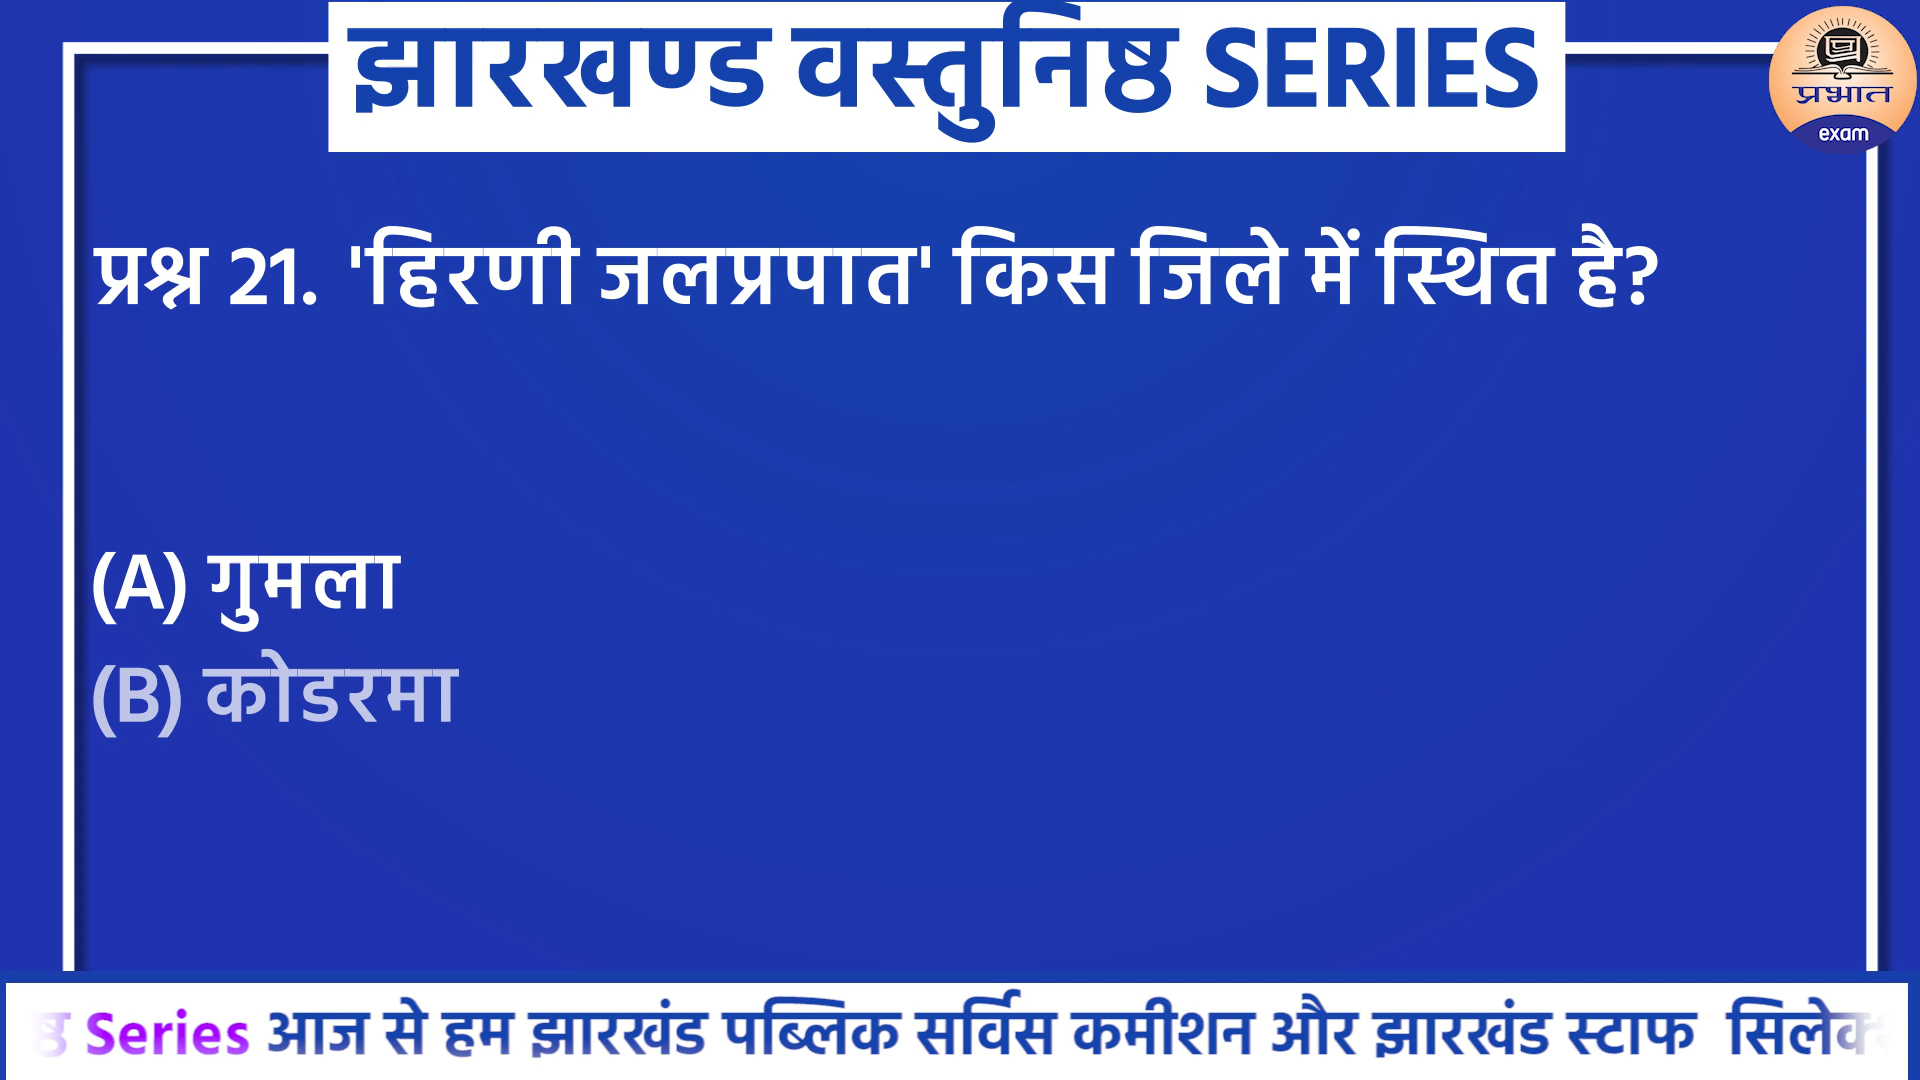 झारखण्ड वस्तुनिष्ठ SERIES
प्रभात
exam
प्रश्न 21. 'हिरणी जलप्रपात' किस जिले में स्थित है?
(A) गुमला
(B) कोडरमा
Series आज से हम झारखंड पब्लिक सर्विस कमीशन और झारखंड स्टाफ सिलेक